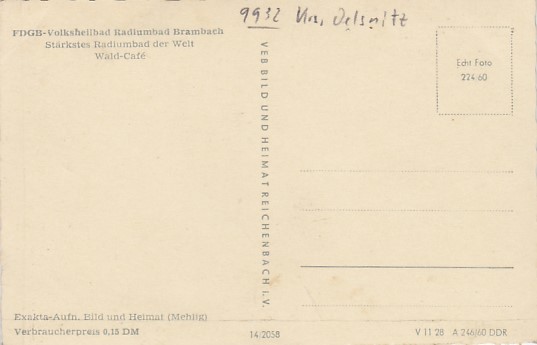 9932 Krs. Oelsnitz
FDGB-Volksheilbad Radiumbad Brambach
Stärkstes Radiumbad der Welt
Wald-Café
Echt Foto
224 60
VEB BILD UND HEIMAT REICHENBACH I. V.
Exakta-Aufn. Bild und Heimat (Mehlig)
Verbraucherpreis 0,15 DM
14/2058
V 11 28 A 246/60 DDR